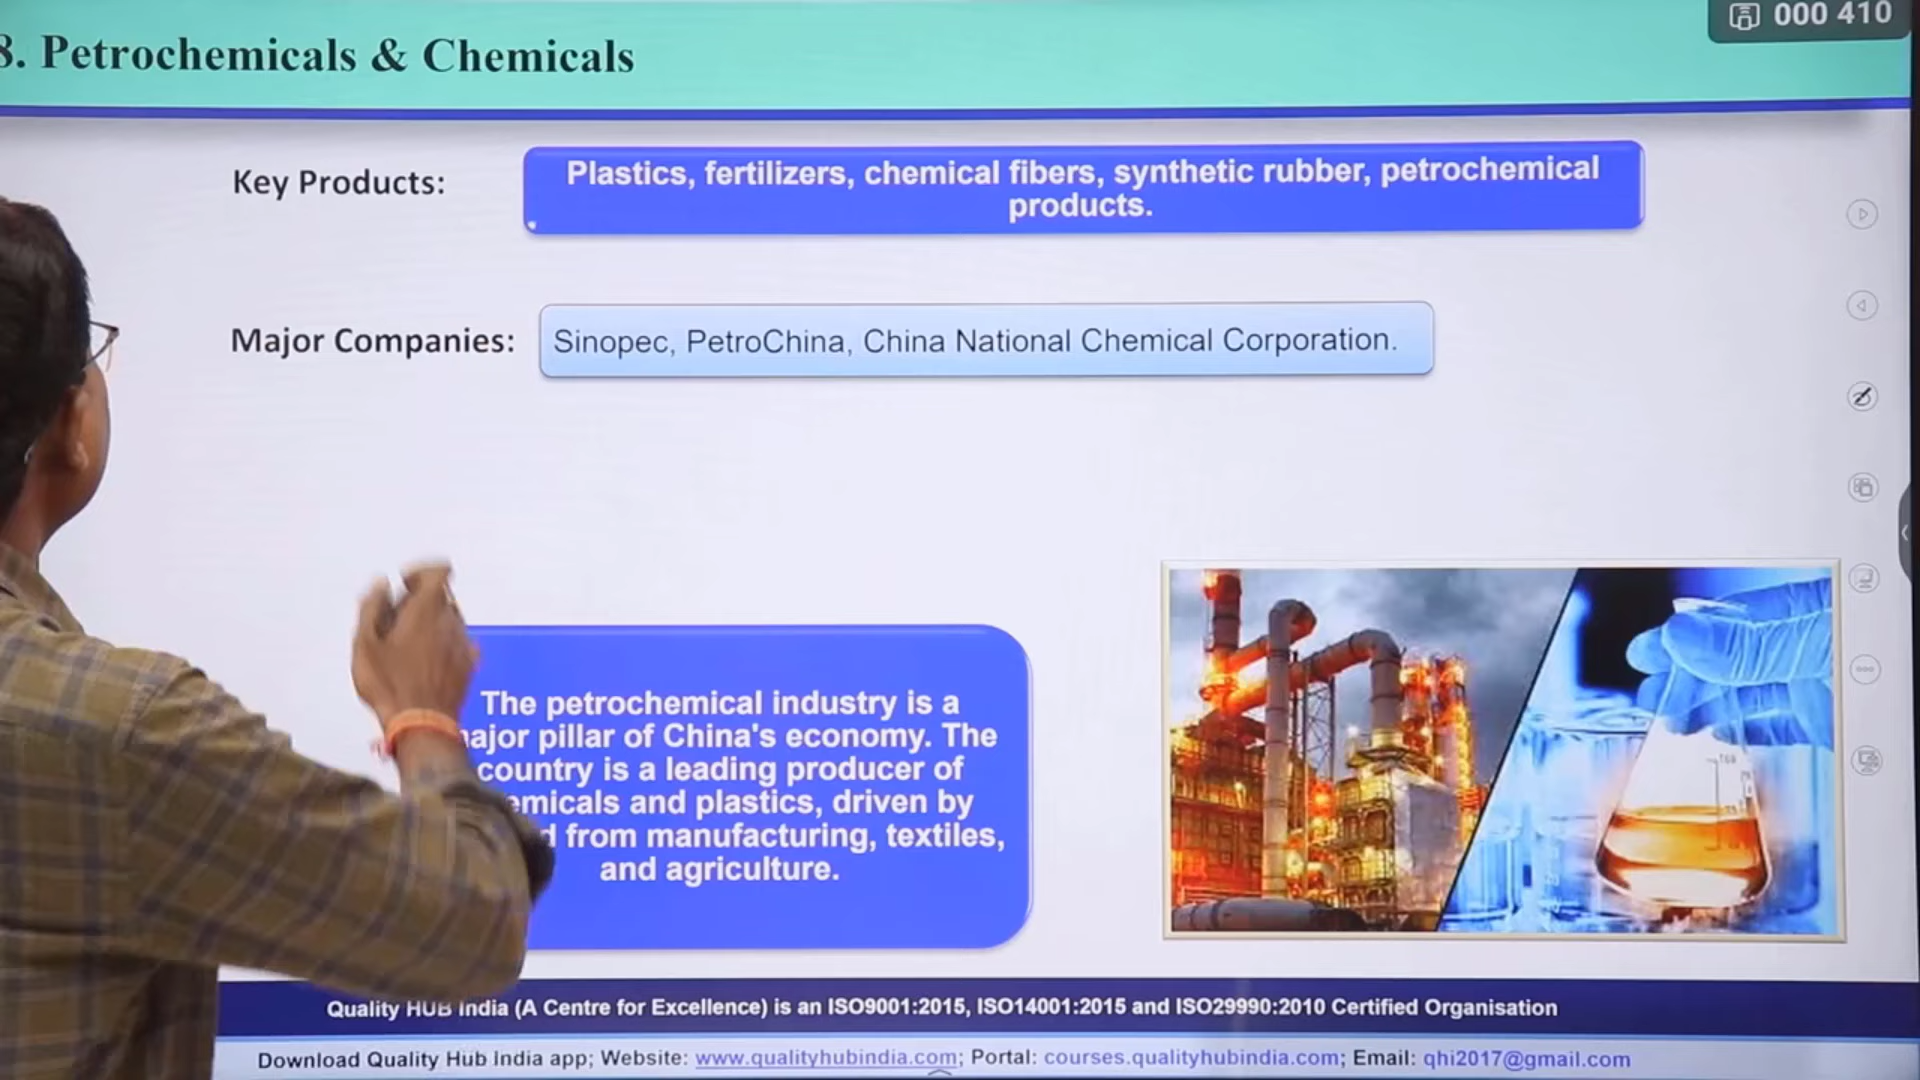 000 410
8. Petrochemicals & Chemicals
Key Products:
Plastics, fertilizers, chemical fibers, synthetic rubber, petrochemical
products.
Major Companies:
Sinopec, PetroChina, China National Chemical Corporation.
The petrochemical industry is a
ajor pillar of China's economy. The
country is a leading producer of
emicals and plastics, driven by
d from manufacturing, textiles,
and agriculture.
Quality HUB India (A Centre for Excellence) is an ISO9001:2015, ISO14001:2015 and ISO29990:2010 Certified Organisation
Download Quality Hub India app; Website: www.qualityhubindia.com; Portal: courses.qualityhubindia.com; Email: qhi2017@gmail.com